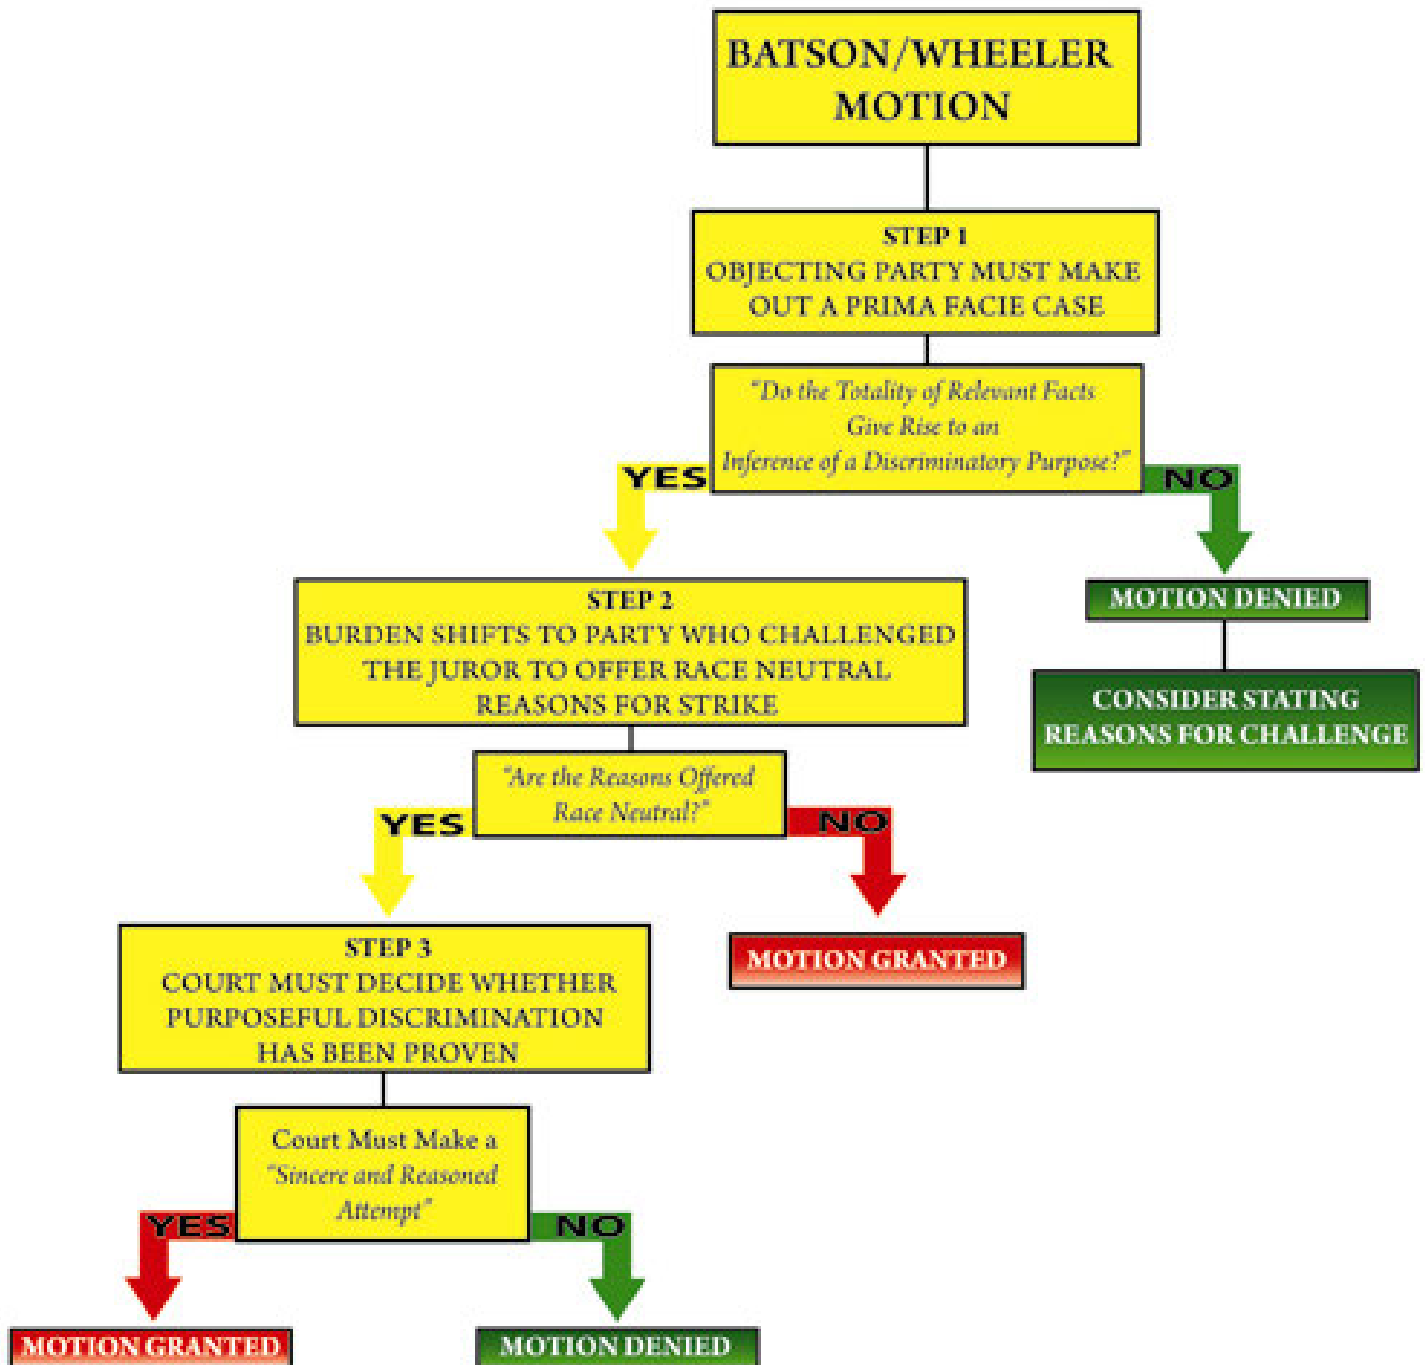 BATSON/WHEELER
MOTION
STEP 1
OBJECTING PARTY MUST MAKE
OUT A PRIMA FACIE CASE
"Do the Totality of Relevant Facts
Give Rise to an
Inference of a Discriminatory Purpose?"
YES
NO
STEP 2
BURDEN SHIFTS TO PARTY WHO CHALLENGED
THE JUROR TO OFFER RACE NEUTRAL
REASONS FOR STRIKE
MOTION DENIED
CONSIDER STATING
REASONS FOR CHALLENGE
"Are the Reasons Offered
Race Neutral?"
YES
NO
STEP 3
COURT MUST DECIDE WHETHER
PURPOSEFUL DISCRIMINATION
HAS BEEN PROVEN
MOTION GRANTED
Court Must Make a
"Sincere and Reasoned
Attempt"
YES
NO
MOTION GRANTED
MOTION DENIED